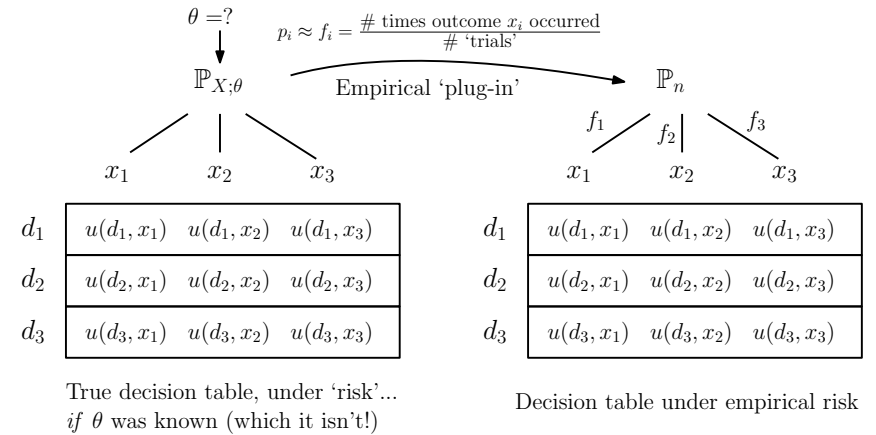 θ =?
p_i ≈ f_i = # times outcome x_i occurred / # ‘trials’
ℙ_{X;θ}
Empirical ‘plug-in’
ℙ_n
f_1 f_2 f_3
x_1 x_2 x_3
x_1 x_2 x_3
d_1 u(d_1, x_1) u(d_1, x_2) u(d_1, x_3)
d_2 u(d_2, x_1) u(d_2, x_2) u(d_2, x_3)
d_3 u(d_3, x_1) u(d_3, x_2) u(d_3, x_3)
d_1 u(d_1, x_1) u(d_1, x_2) u(d_1, x_3)
d_2 u(d_2, x_1) u(d_2, x_2) u(d_2, x_3)
d_3 u(d_3, x_1) u(d_3, x_2) u(d_3, x_3)
True decision table, under ‘risk’...
if θ was known (which it isn’t!)
Decision table under empirical risk